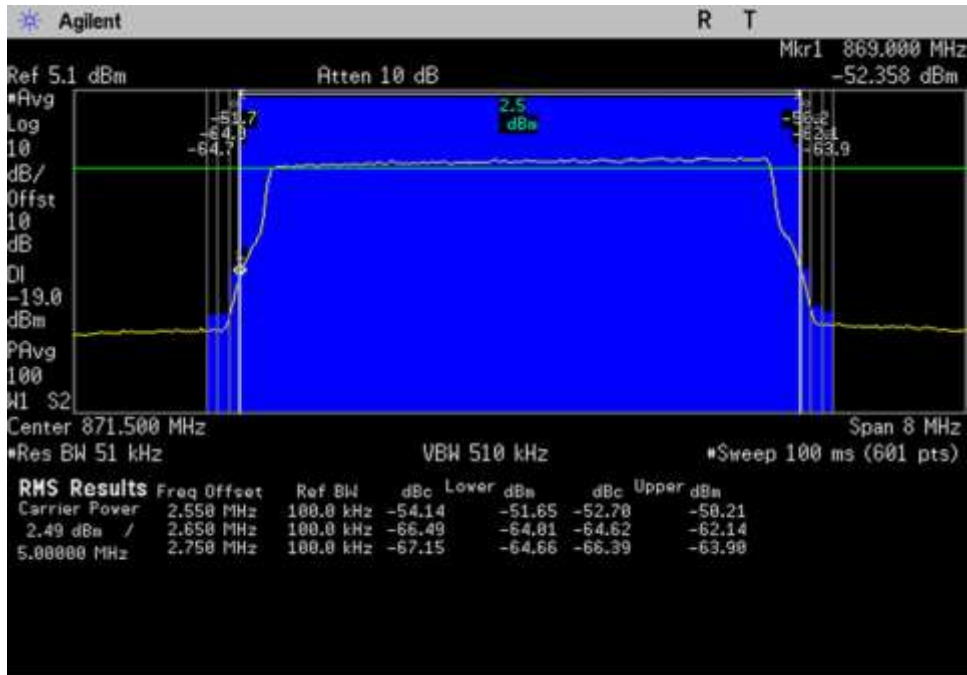 Agilent R T
Mkr1 869.000 MHz
Ref 5.1 dBm Atten 10 dB -52.358 dBm
#Avg
Log
10
dB/
Offst
10
dB
DI
-19.0
dBm
PAvg
100
W1 S2
2.5
dBm
-51.7
-64.7
-63.9
Center 871.500 MHz Span 8 MHz
#Res BW 51 kHz VBW 510 kHz #Sweep 100 ms (601 pts)
RMS Results Freq Offset Ref BW dBc Lower dBm dBc Upper dBm
Carrier Power 2.550 MHz 100.0 kHz -54.14 -51.65 -52.70 -50.21
2.49 dBm / 2.650 MHz 100.0 kHz -66.49 -64.01 -64.62 -62.14
5.00000 MHz 2.750 MHz 100.0 kHz -67.15 -64.66 -66.39 -63.90